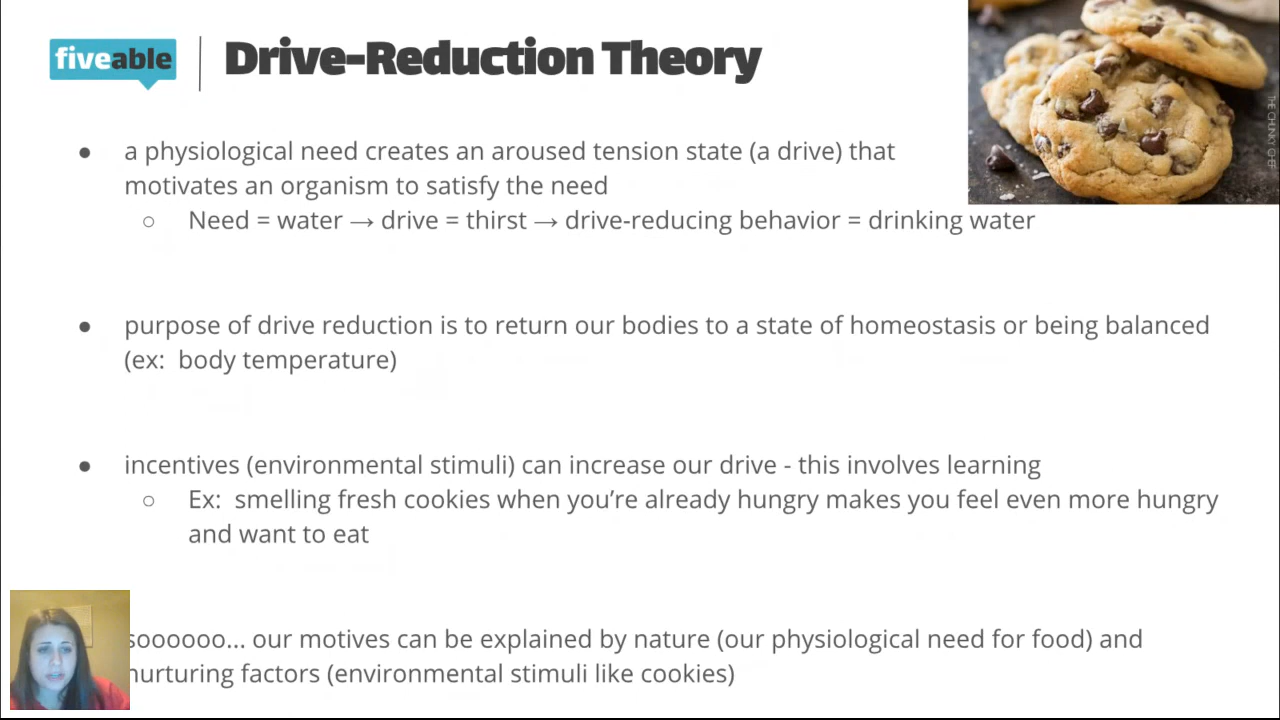 fiveable
Drive-Reduction Theory
THE CHUNKY CHEF
● a physiological need creates an aroused tension state (a drive) that
motivates an organism to satisfy the need
○ Need = water → drive = thirst → drive-reducing behavior = drinking water
● purpose of drive reduction is to return our bodies to a state of homeostasis or being balanced
(ex: body temperature)
● incentives (environmental stimuli) can increase our drive - this involves learning
○ Ex: smelling fresh cookies when you’re already hungry makes you feel even more hungry
and want to eat
soooooo... our motives can be explained by nature (our physiological need for food) and
nurturing factors (environmental stimuli like cookies)